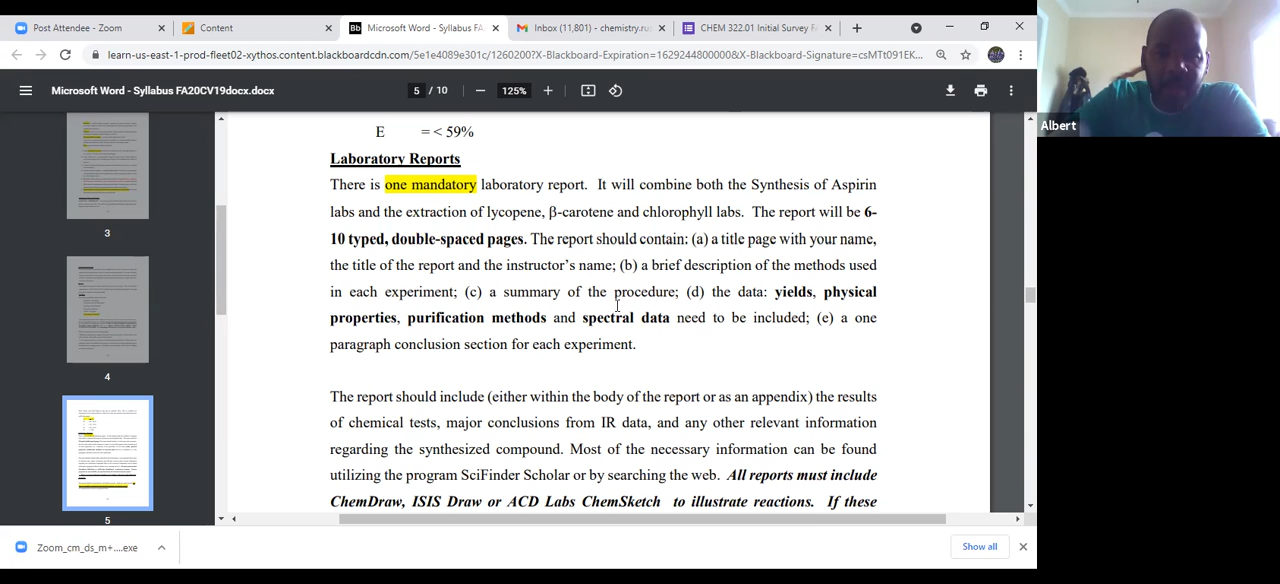 Post Attendee - Zoom
Content
Bb Microsoft Word - Syllabus FA
Inbox (11,801) - chemistry.ru
CHEM 322.01 Initial Survey F
learn-us-east-1-prod-fleet02-xythos.content.blackboardcdn.com/5e1e4089e301c/1260200?X-Blackboard-Expiration=1629244800000&X-Blackboard-Signature=csMTt091EK...
Microsoft Word - Syllabus FA20CV19docx.docx
5 / 10
125%
Albert
3
4
5
E = < 59%
Laboratory Reports
There is one mandatory laboratory report. It will combine both the Synthesis of Aspirin
labs and the extraction of lycopene, β-carotene and chlorophyll labs. The report will be 6-
10 typed, double-spaced pages. The report should contain: (a) a title page with your name,
the title of the report and the instructor's name; (b) a brief description of the methods used
in each experiment; (c) a summary of the procedure; (d) the data: yields, physical
properties, purification methods and spectral data need to be included; (e) a one
paragraph conclusion section for each experiment.
The report should include (either within the body of the report or as an appendix) the results
of chemical tests, major conclusions from IR data, and any other relevant information
regarding the synthesized compound. Most of the necessary information can be found
utilizing the program SciFinder Scholar or by searching the web. All reports must include
ChemDraw, ISIS Draw or ACD Labs ChemSketch to illustrate reactions. If these
Zoom_cm_ds_m+....exe
Show all